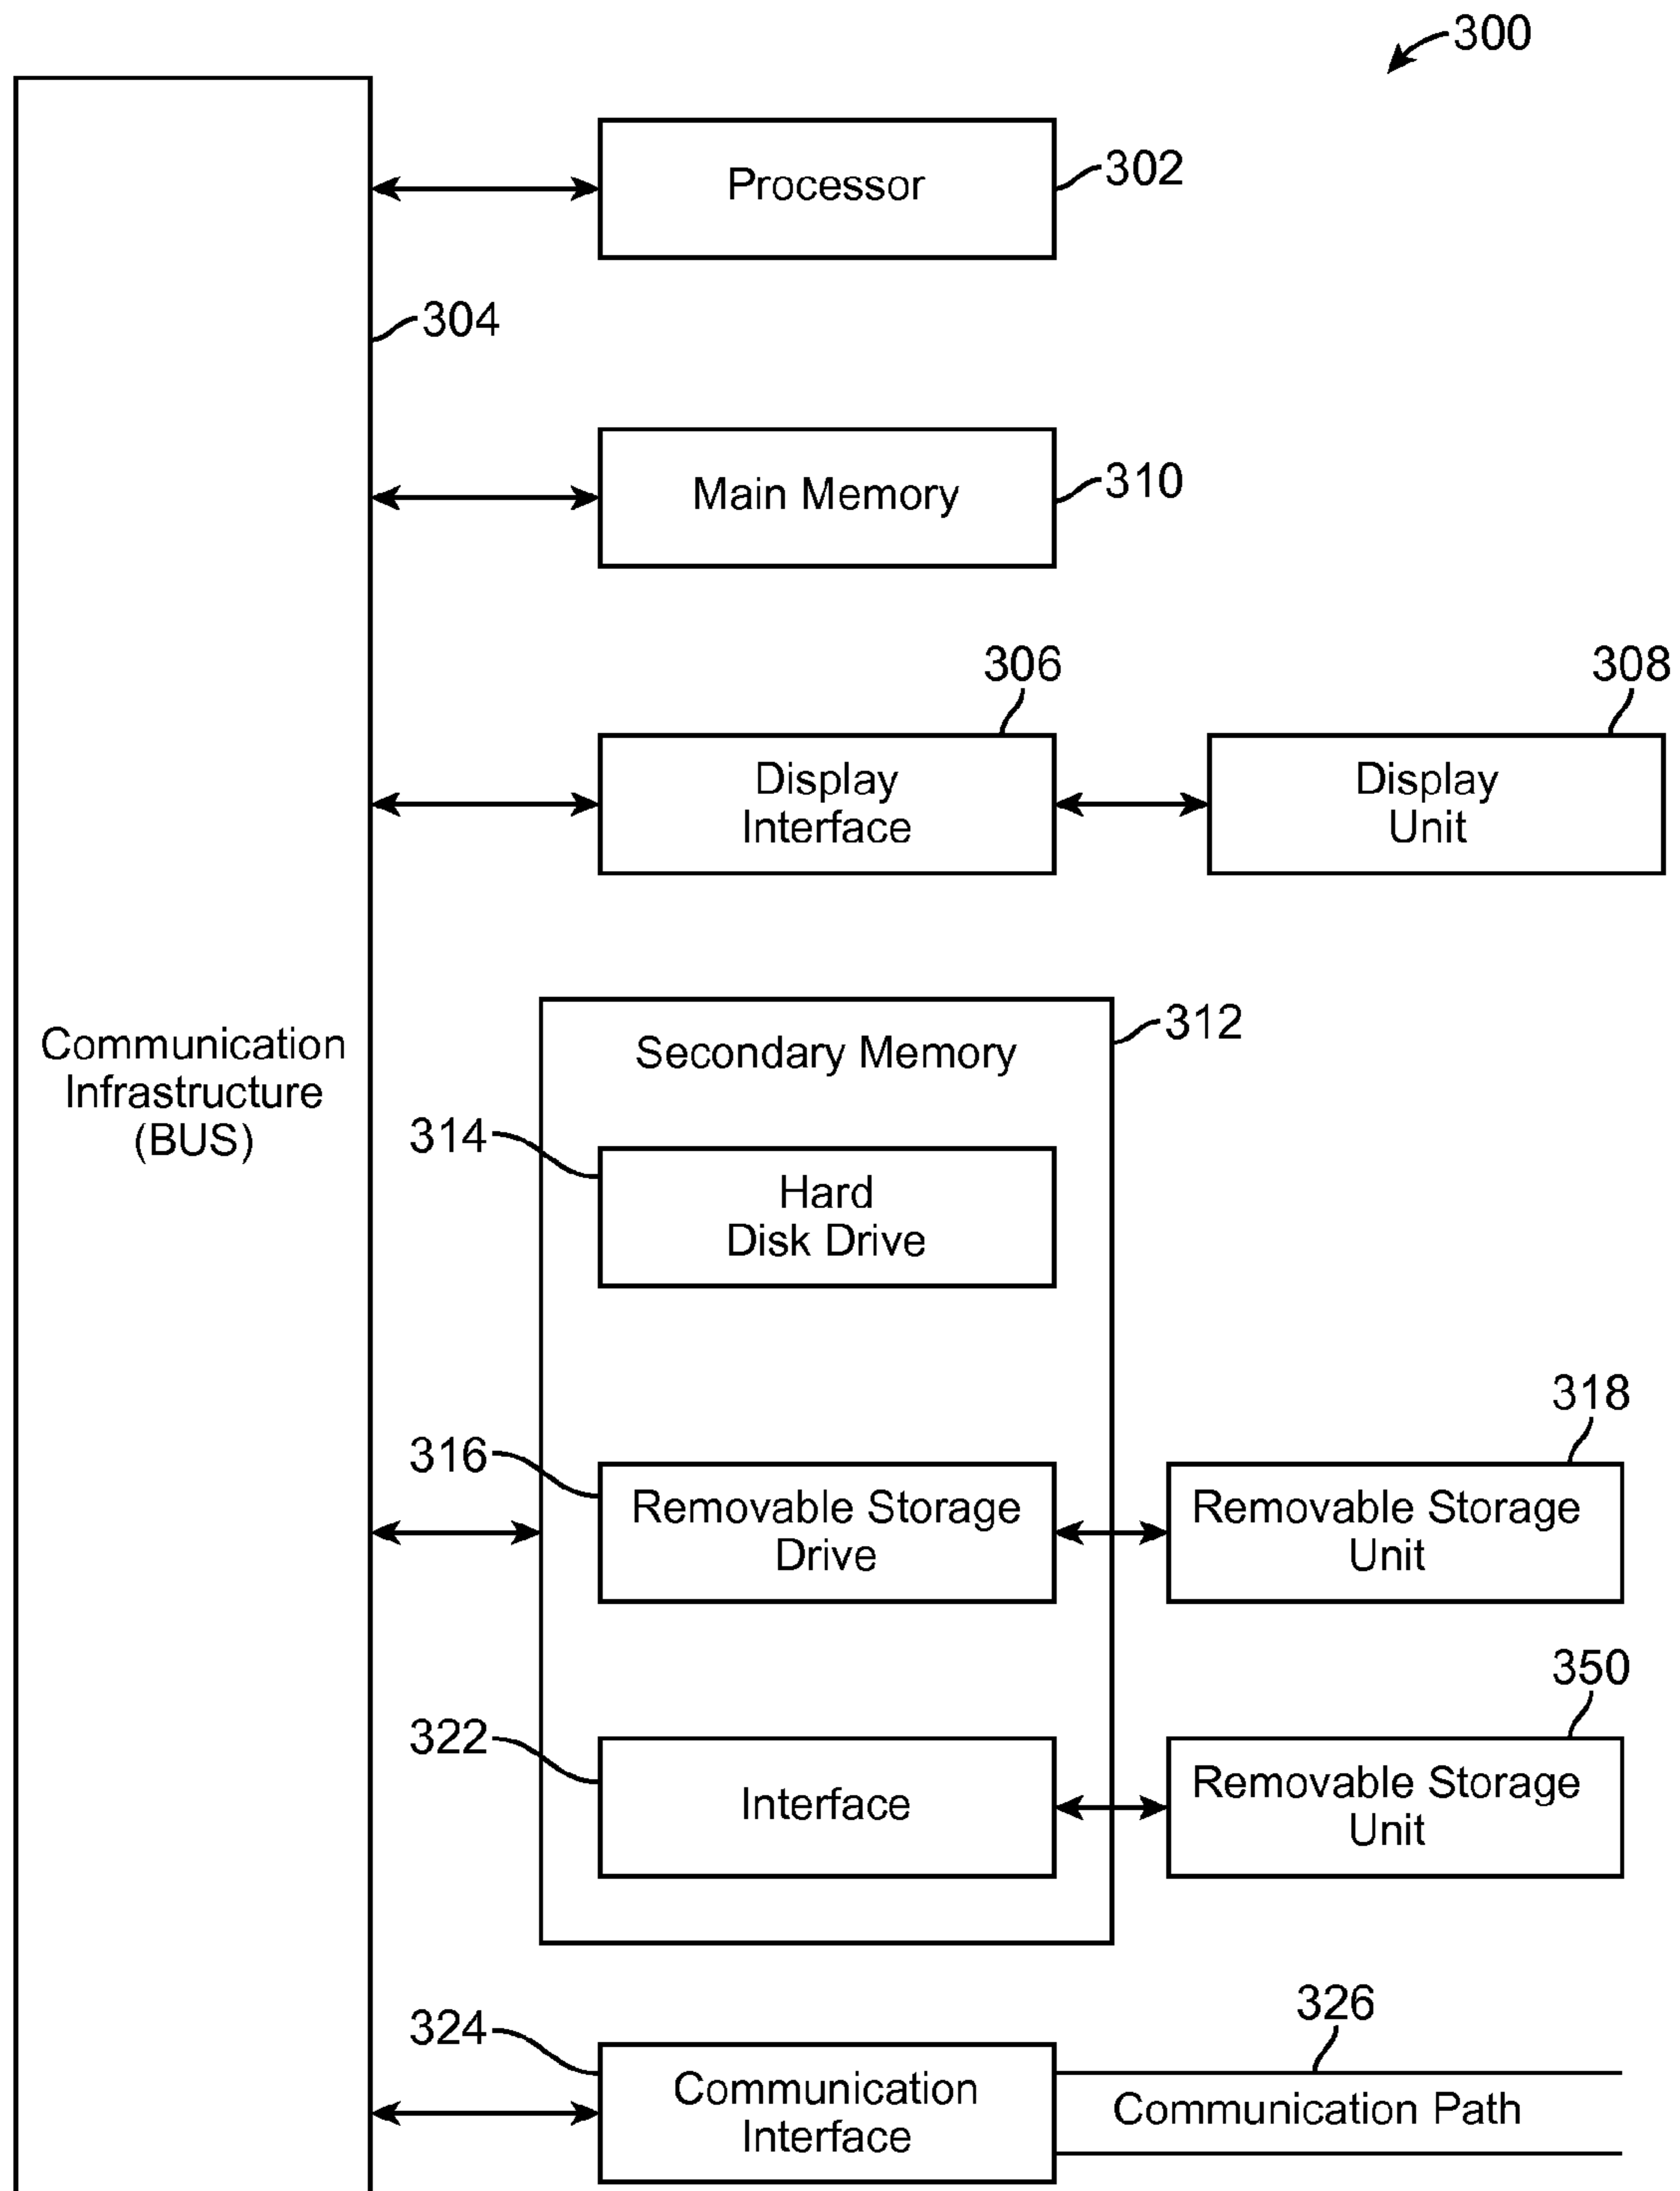 300
Processor
302
304
Main Memory
310
306
308
Display
Interface
Display
Unit
Communication
Infrastructure
(BUS)
312
Secondary Memory
314
Hard
Disk Drive
316
318
Removable Storage
Drive
Removable Storage
Unit
322
350
Interface
Removable Storage
Unit
324
326
Communication
Interface
Communication Path